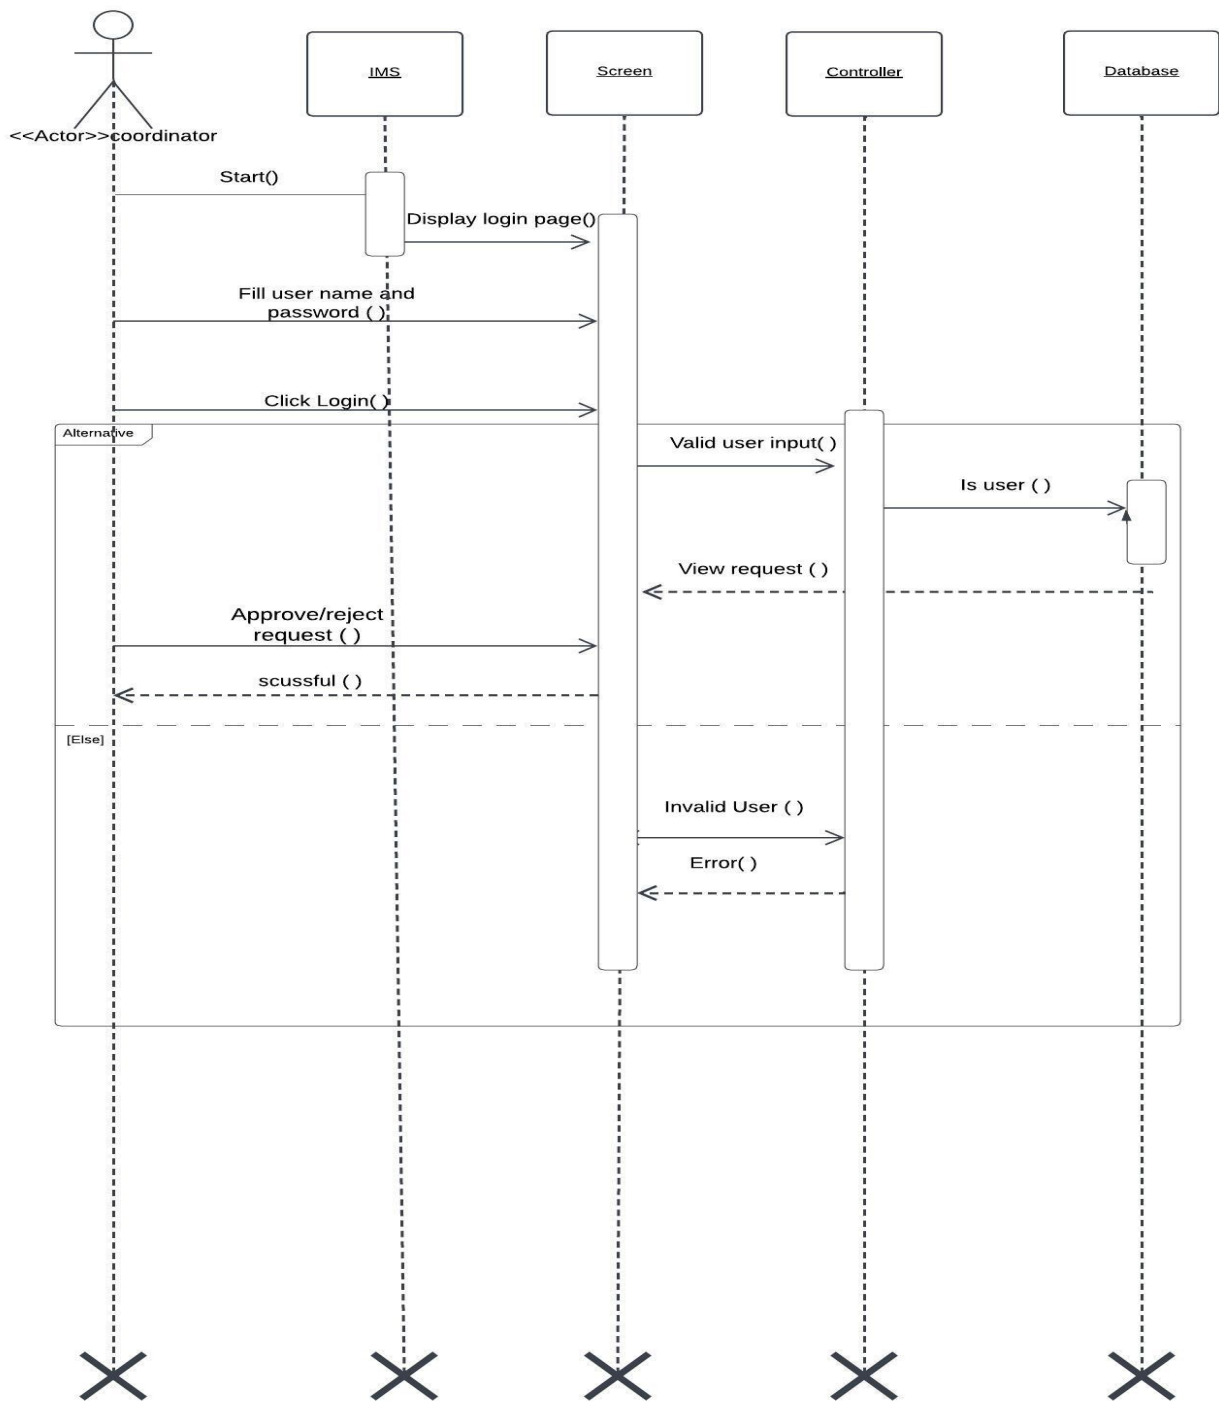 IMS
Screen
Controller
Database
<<Actor>>coordinator
Start()
Display login page()
Fill user name and
password ( )
Click Login( )
Alternative
Valid user input( )
Is user ( )
View request ( )
Approve/reject
request ( )
scussful ( )
[Else]
Invalid User ( )
Error( )